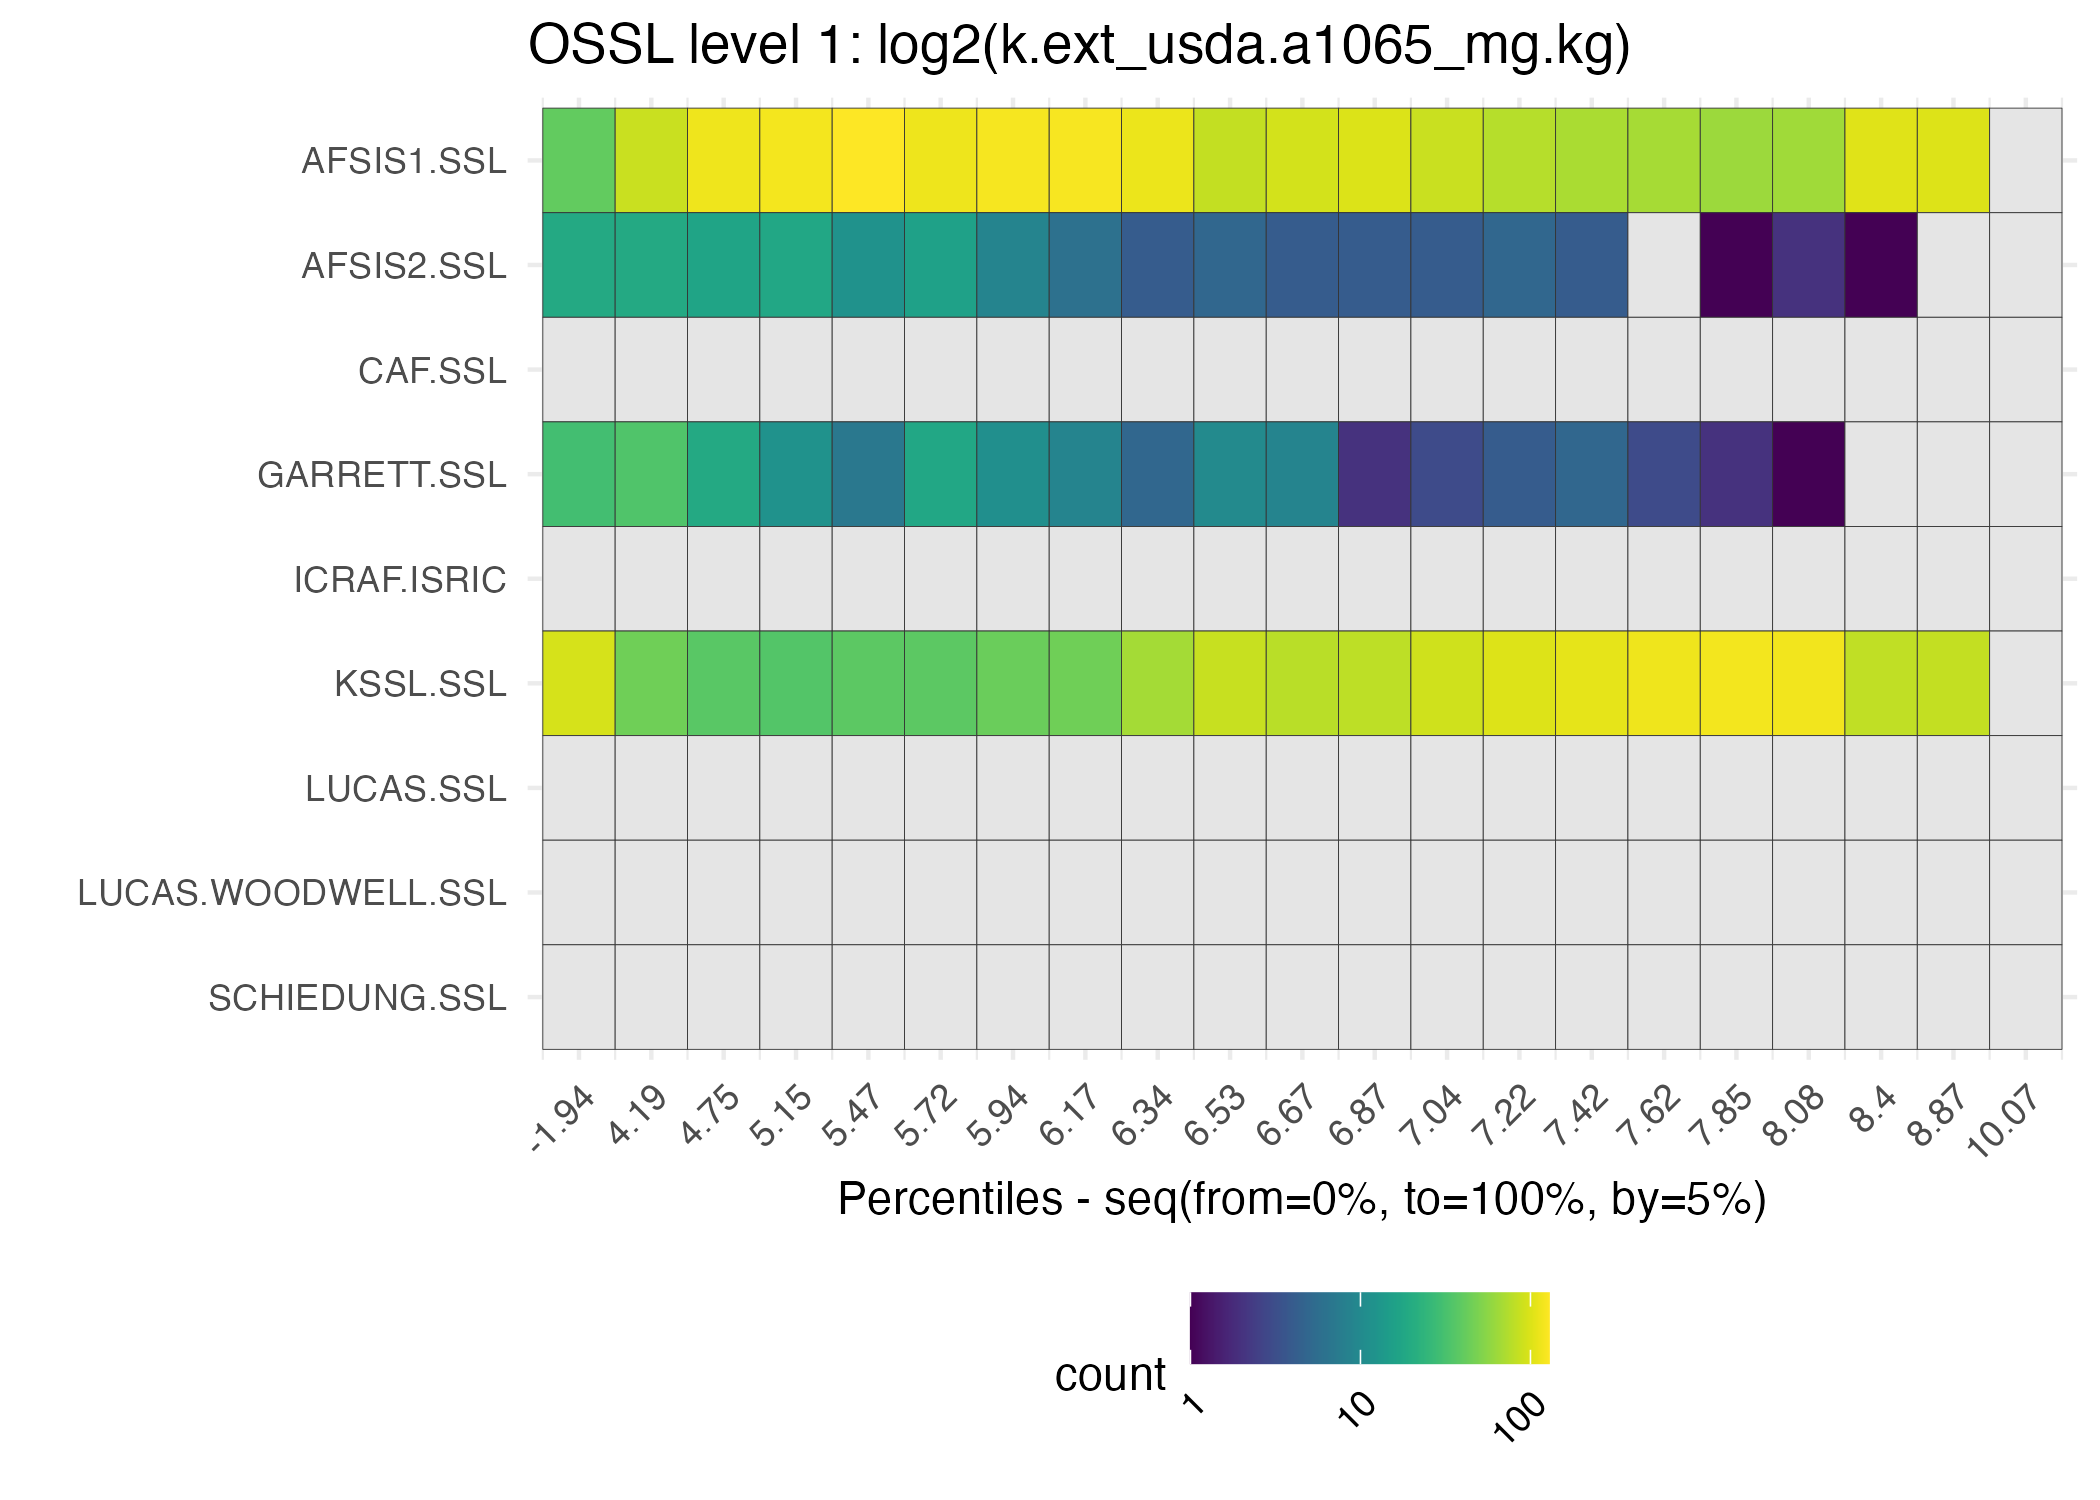 OSSL level 1: log2(k.ext_usda.a1065_mg.kg)
AFSIS1.SSL
AFSIS2.SSL
CAF.SSL
GARRETT.SSL
ICRAF.ISRIC
KSSL.SSL
LUCAS.SSL
LUCAS.WOODWELL.SSL
SCHIEDUNG.SSL
-1.94 4.19 4.75 5.15 5.47 5.72 5.94 6.17 6.34 6.53 6.67 6.87 7.04 7.22 7.42 7.62 7.85 8.08 8.4 8.87 10.07
Percentiles - seq(from=0%, to=100%, by=5%)
count
1 10 100